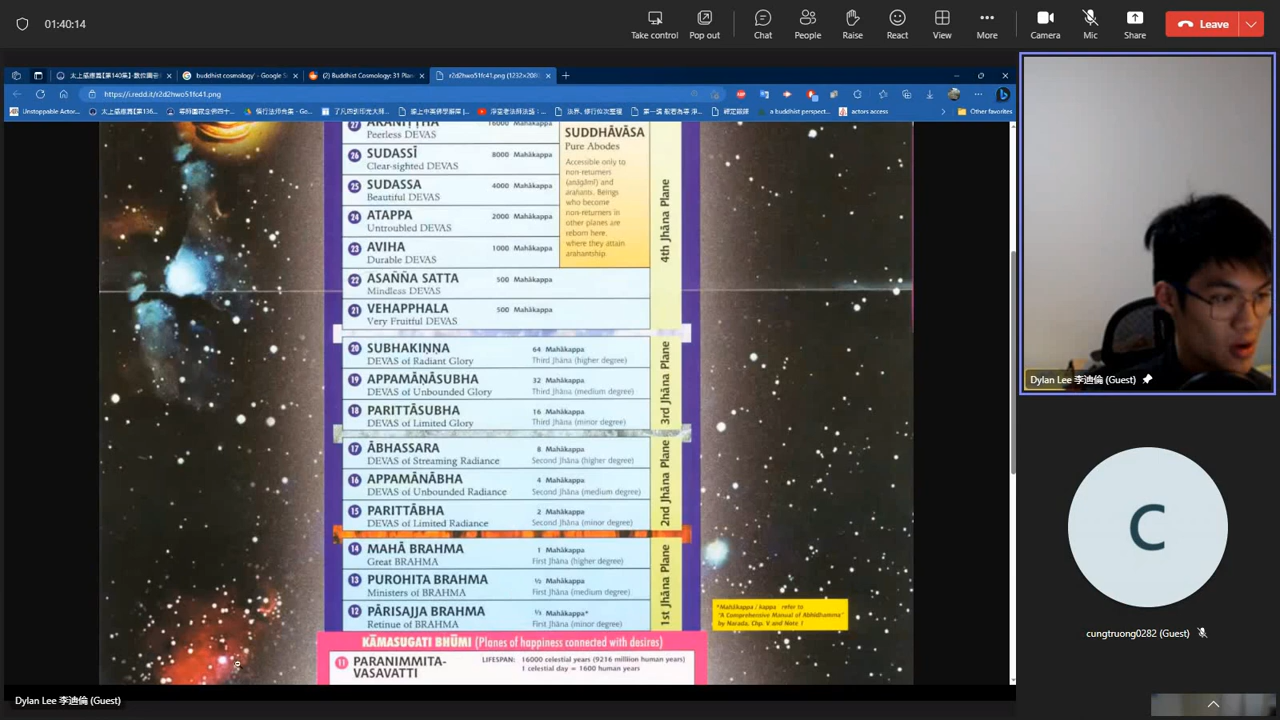 01:40:14
Take control
Pop out
Chat
People
Raise
React
View
More
Camera
Mic
Share
Leave
buddhist cosmology' - Google S
(2) Buddhist Cosmology: 31 Plan
r2d2hwo51fc41.png (1232×2080)
https://i.redd.it/r2d2hwo51fc41.png
Unstoppable Actor...
a buddhist perspect...
actors access
Other favorites
27
16000 Mahākappa
Peerless DEVAS
26 SUDASSĪ 8000 Mahākappa
Clear-sighted DEVAS
25 SUDASSA 4000 Mahākappa
Beautiful DEVAS
24 ATAPPA 2000 Mahākappa
Untroubled DEVAS
23 AVIHA 1000 Mahākappa
Durable DEVAS
SUDDHĀVĀSA
Pure Abodes
Accessible only to
non-returners
(anāgāmī) and
arahants. Beings
who become
non-returners in
other planes are
reborn here,
where they attain
arahantship.
22 ASAÑÑA SATTA 500 Mahākappa
Mindless DEVAS
21 VEHAPPHALA 500 Mahākappa
Very Fruitful DEVAS
4th Jhāna Plane
20 SUBHAKIṆṆA 64 Mahākappa
DEVAS of Radiant Glory Third Jhāna (higher degree)
19 APPAMĀṆĀSUBHA 32 Mahākappa
DEVAS of Unbounded Glory Third Jhāna (medium degree)
18 PARITTĀSUBHA 16 Mahākappa
DEVAS of Limited Glory Third Jhāna (minor degree)
3rd Jhāna Plane
17 ĀBHASSARA 8 Mahākappa
DEVAS of Streaming Radiance Second Jhāna (higher degree)
16 APPAMĀNĀBHA 4 Mahākappa
DEVAS of Unbounded Radiance Second Jhāna (medium degree)
15 PARITTĀBHA 2 Mahākappa
DEVAS of Limited Radiance Second Jhāna (minor degree)
2nd Jhāna Plane
14 MAHĀ BRAHMA 1 Mahākappa
Great BRAHMA First Jhāna (higher degree)
13 PUROHITA BRAHMA ½ Mahākappa
Ministers of BRAHMA First Jhāna (medium degree)
12 PĀRISAJJA BRAHMA ⅓ Mahākappa*
Retinue of BRAHMA First Jhāna (minor degree)
1st Jhāna Plane
*Mahākappa / kappa refer to
"A Comprehensive Manual of Abhidhamma"
by Narada, Chp. V and Note 1
KĀMASUGATI BHŪMI (Planes of happiness connected with desires)
11 PARANIMMITA-
VASAVATTI
LIFESPAN: 16000 celestial years (9216 million human years)
1 celestial day = 1600 human years
Dylan Lee 李迪倫 (Guest)
C
cungtruong0282 (Guest)
Dylan Lee 李迪倫 (Guest)